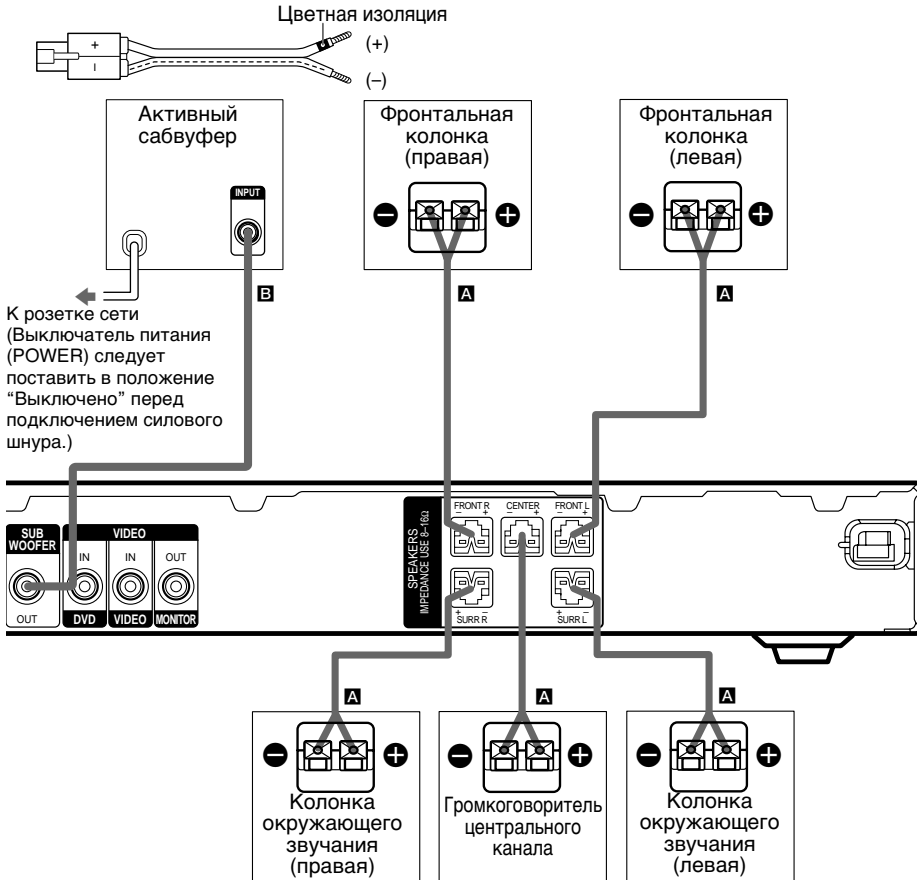 Цветная изоляция
+
(+)
–
(–)
Активный
сабвуфер
INPUT
Фронтальная
колонка
(правая)
– +
Фронтальная
колонка
(левая)
– +
B
A
A
К розетке сети
(Выключатель питания
(POWER) следует
поставить в положение
“Выключено” перед
подключением силового
шнура.)
SUB
WOOFER
OUT
VIDEO
IN
IN
OUT
DVD
VIDEO
MONITOR
SPEAKERS
IMPEDANCE USE 8–16Ω
FRONT R
– +
CENTER
– +
FRONT L
– +
+ –
SURR R
+ –
SURR L
A
A
A
– +
Колонка
окружающего
звучания
(правая)
– +
Громкоговоритель
центрального
канала
– +
Колонка
окружающего
звучания
(левая)